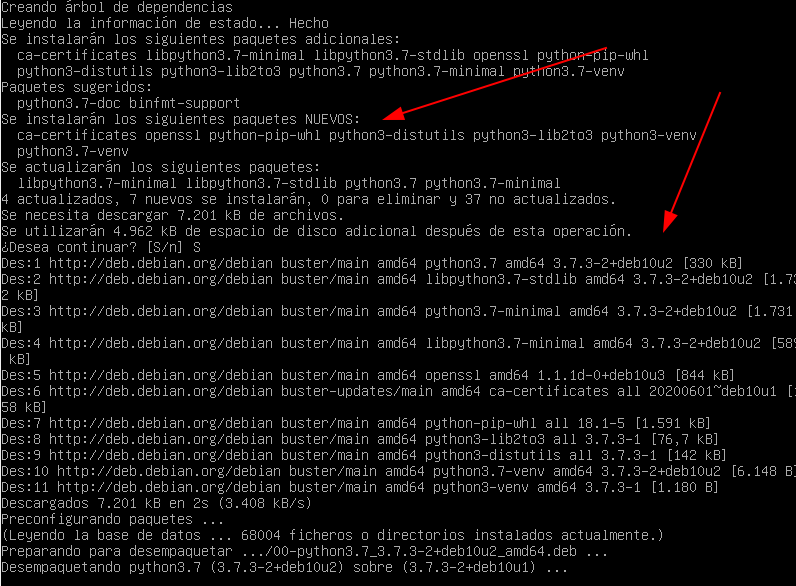 Creando árbol de dependencias
Leyendo la información de estado... Hecho
Se instalarán los siguientes paquetes adicionales:
  ca-certificates libpython3.7-minimal libpython3.7-stdlib openssl python-pip-whl
  python3-distutils python3-lib2to3 python3.7 python3.7-minimal python3.7-venv
Paquetes sugeridos:
  python3.7-doc binfmt-support
Se instalarán los siguientes paquetes NUEVOS:
  ca-certificates openssl python-pip-whl python3-distutils python3-lib2to3 python3-venv
  python3.7-venv
Se actualizarán los siguientes paquetes:
  libpython3.7-minimal libpython3.7-stdlib python3.7 python3.7-minimal
4 actualizados, 7 nuevos se instalarán, 0 para eliminar y 37 no actualizados.
Se necesita descargar 7.201 kB de archivos.
Se utilizarán 4.962 kB de espacio de disco adicional después de esta operación.
¿Desea continuar? [S/n] S
Des:1 http://deb.debian.org/debian buster/main amd64 python3.7 amd64 3.7.3-2+deb10u2 [330 kB]
Des:2 http://deb.debian.org/debian buster/main amd64 libpython3.7-stdlib amd64 3.7.3-2+deb10u2 [1.73
2 kB]
Des:3 http://deb.debian.org/debian buster/main amd64 python3.7-minimal amd64 3.7.3-2+deb10u2 [1.731
kB]
Des:4 http://deb.debian.org/debian buster/main amd64 libpython3.7-minimal amd64 3.7.3-2+deb10u2 [589
 kB]
Des:5 http://deb.debian.org/debian buster/main amd64 openssl amd64 1.1.1d-0+deb10u3 [844 kB]
Des:6 http://deb.debian.org/debian buster-updates/main amd64 ca-certificates all 20200601~deb10u1 [1
58 kB]
Des:7 http://deb.debian.org/debian buster/main amd64 python-pip-whl all 18.1-5 [1.591 kB]
Des:8 http://deb.debian.org/debian buster/main amd64 python3-lib2to3 all 3.7.3-1 [76,7 kB]
Des:9 http://deb.debian.org/debian buster/main amd64 python3-distutils all 3.7.3-1 [142 kB]
Des:10 http://deb.debian.org/debian buster/main amd64 python3.7-venv amd64 3.7.3-2+deb10u2 [6.148 B]
Des:11 http://deb.debian.org/debian buster/main amd64 python3-venv amd64 3.7.3-1 [1.180 B]
Descargados 7.201 kB en 2s (3.408 kB/s)
Preconfigurando paquetes ...
(Leyendo la base de datos ... 68004 ficheros o directorios instalados actualmente.)
Preparando para desempaquetar .../00-python3.7_3.7.3-2+deb10u2_amd64.deb ...
Desempaquetando python3.7 (3.7.3-2+deb10u2) sobre (3.7.3-2+deb10u1) ...